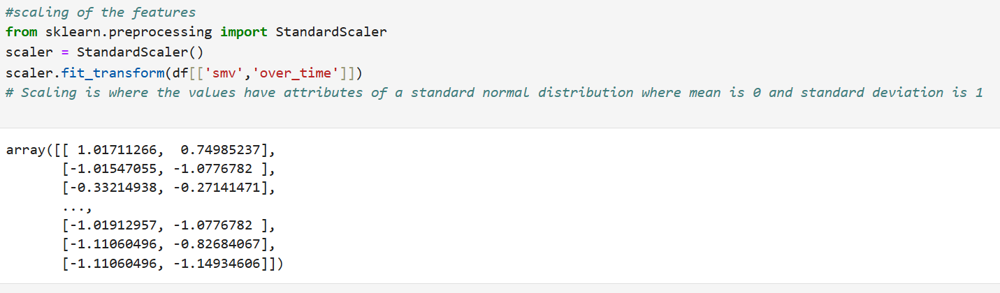 #scaling of the features
from sklearn.preprocessing import StandardScaler
scaler = StandardScaler()
scaler.fit_transform(df[['smv','over_time']])
# Scaling is where the values have attributes of a standard normal distribution where mean is 0 and standard deviation is 1
array([[ 1.01711266,  0.74985237],
       [-1.01547055, -1.0776782 ],
       [-0.33214938, -0.27141471],
       ...,
       [-1.01912957, -1.0776782 ],
       [-1.11060496, -0.82684067],
       [-1.11060496, -1.14934606]])